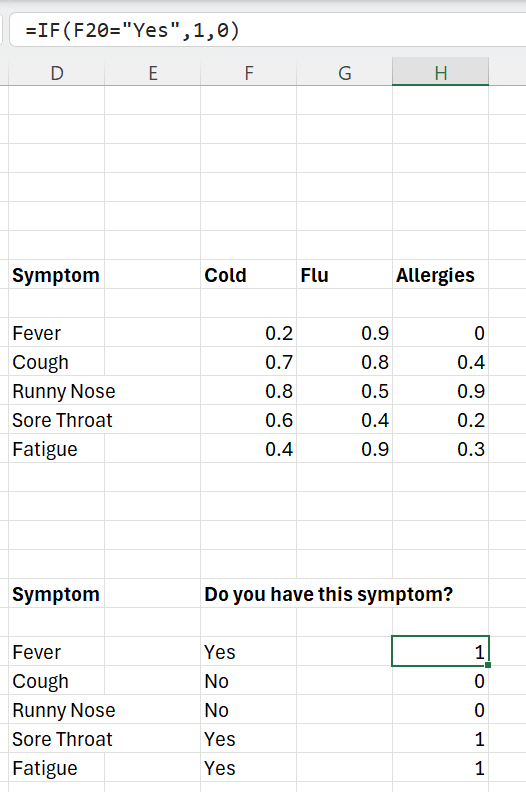 =IF(F20="Yes",1,0)
D E F G H
Symptom Cold Flu Allergies
Fever 0.2 0.9 0
Cough 0.7 0.8 0.4
Runny Nose 0.8 0.5 0.9
Sore Throat 0.6 0.4 0.2
Fatigue 0.4 0.9 0.3
Symptom Do you have this symptom?
Fever Yes 1
Cough No 0
Runny Nose No 0
Sore Throat Yes 1
Fatigue Yes 1